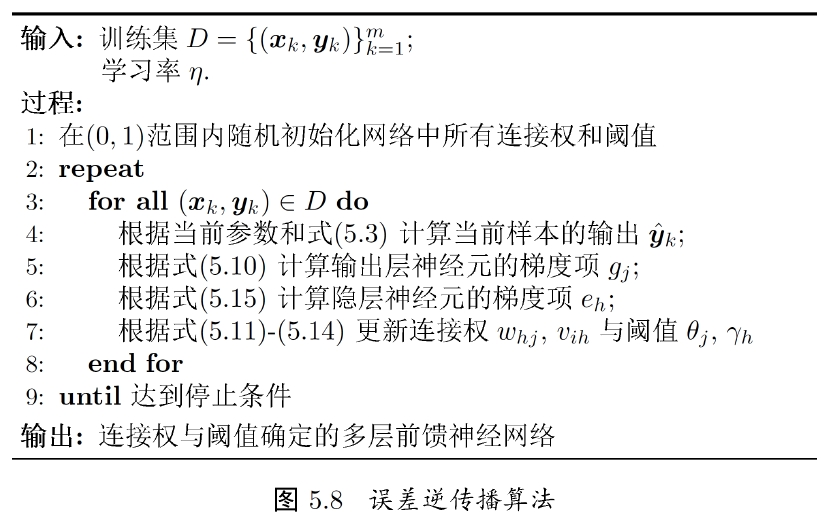 输入: 训练集 D = {(x_k, y_k)}_{k=1}^{m};
学习率 η.
过程:
1: 在(0, 1)范围内随机初始化网络中所有连接权和阈值
2: repeat
3: for all (x_k, y_k) ∈ D do
4: 根据当前参数和式(5.3) 计算当前样本的输出 ŷ_k;
5: 根据式(5.10) 计算输出层神经元的梯度项 g_j;
6: 根据式(5.15) 计算隐层神经元的梯度项 e_h;
7: 根据式(5.11)-(5.14) 更新连接权 w_{hj}, v_{ih} 与阈值 θ_j, γ_h
8: end for
9: until 达到停止条件
输出: 连接权与阈值确定的多层前馈神经网络
图 5.8 误差逆传播算法